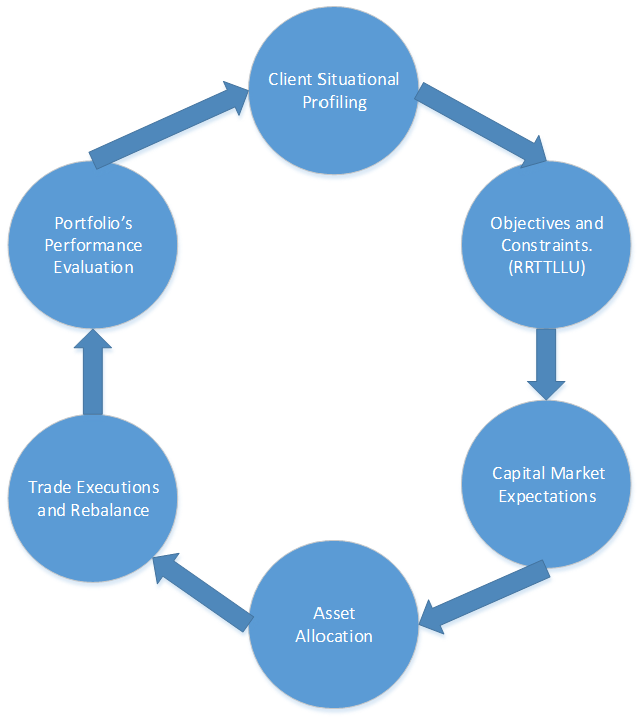 Client Situational
Profiling
Objectives and
Constraints.
(RRTTLLU)
Capital Market
Expectations
Asset
Allocation
Trade Executions
and Rebalance
Portfolio’s
Performance
Evaluation